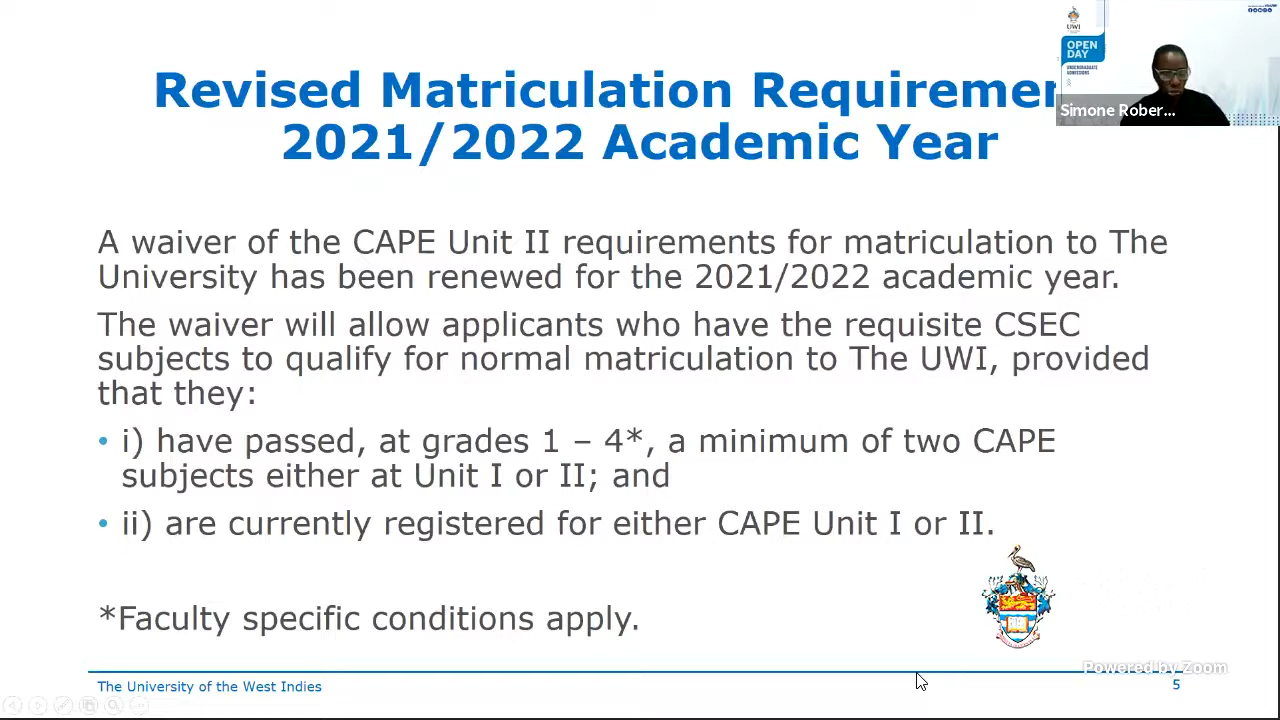 Revised Matriculation Requiremen
2021/2022 Academic Year
UWI
OPEN
DAY
UNDERGRADUATE
ADMISSIONS
Simone Rober...
A waiver of the CAPE Unit II requirements for matriculation to The
University has been renewed for the 2021/2022 academic year.
The waiver will allow applicants who have the requisite CSEC
subjects to qualify for normal matriculation to The UWI, provided
that they:
• i) have passed, at grades 1 – 4*, a minimum of two CAPE
subjects either at Unit I or II; and
• ii) are currently registered for either CAPE Unit I or II.
*Faculty specific conditions apply.
Powered by Zoom
The University of the West Indies
5